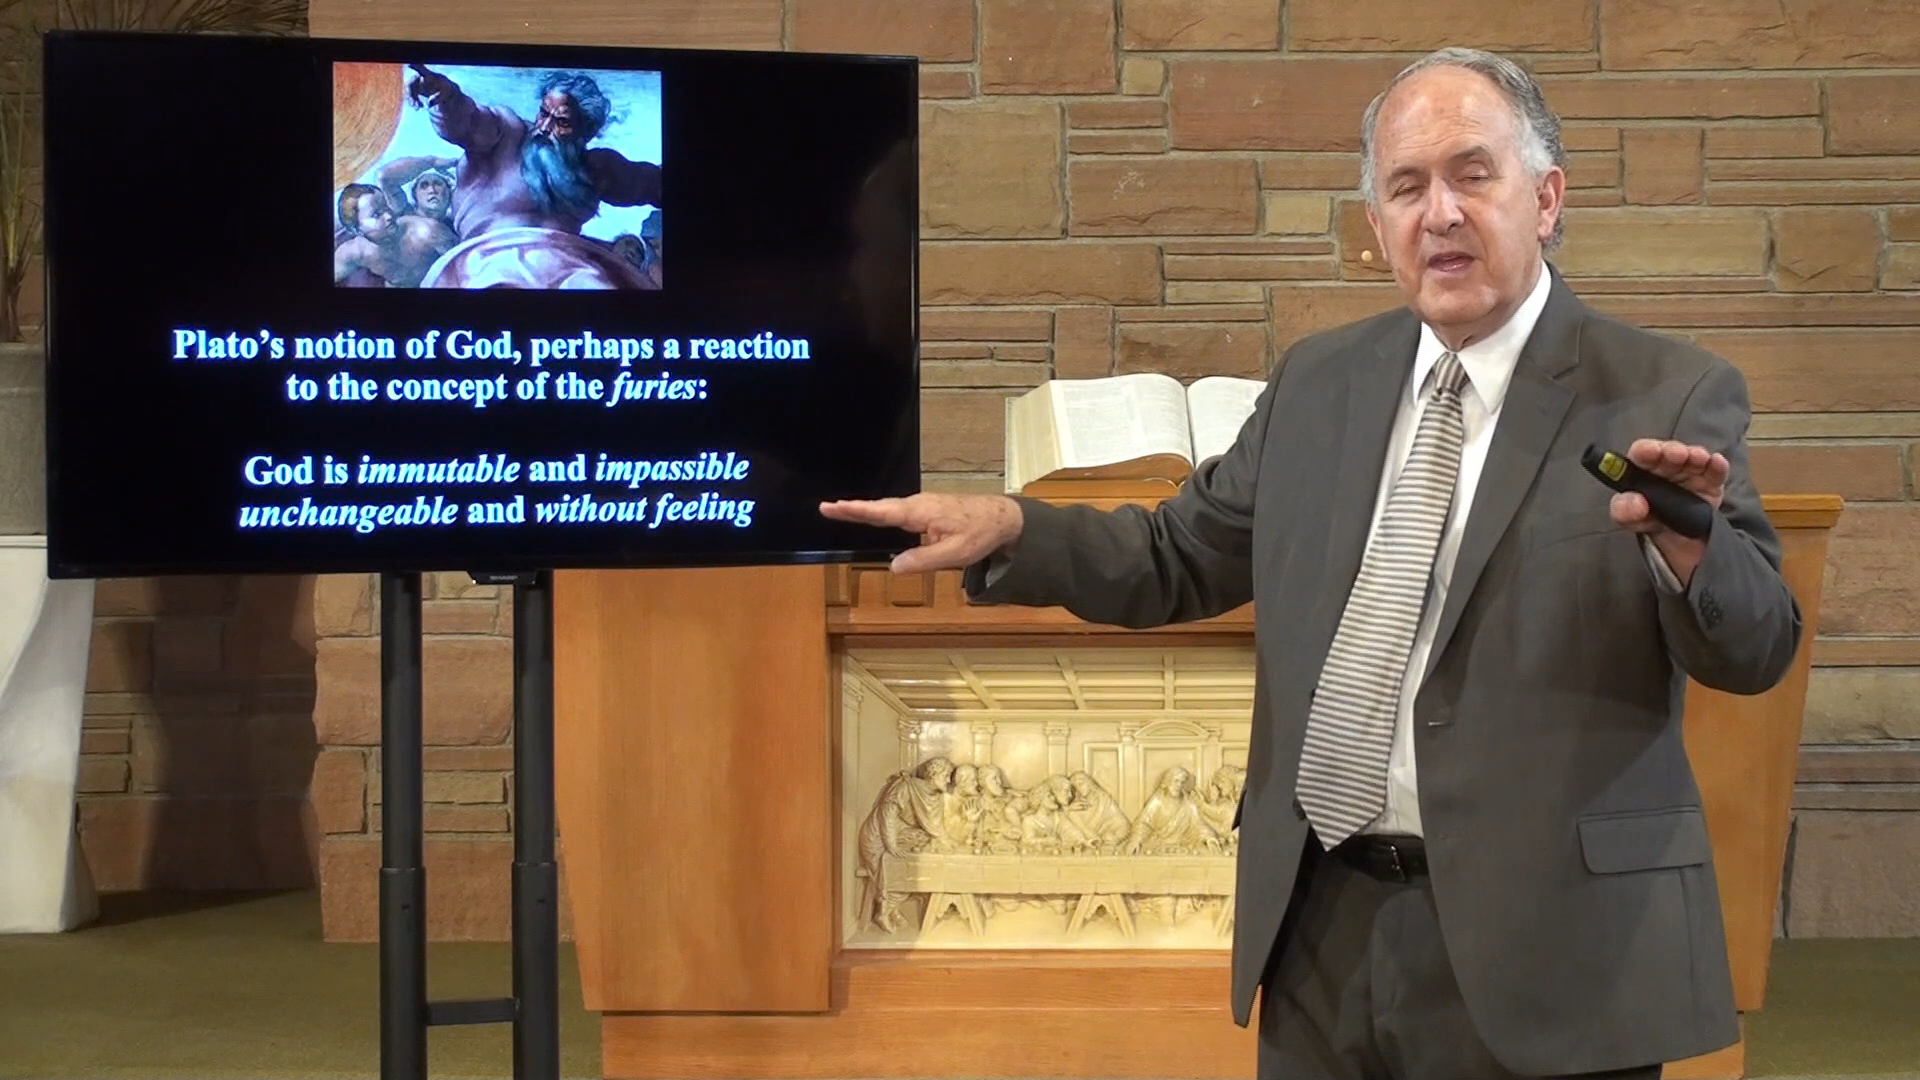 Plato’s notion of God, perhaps a reaction
to the concept of the furies:
God is immutable and impassible
unchangeable and without feeling
SHARP